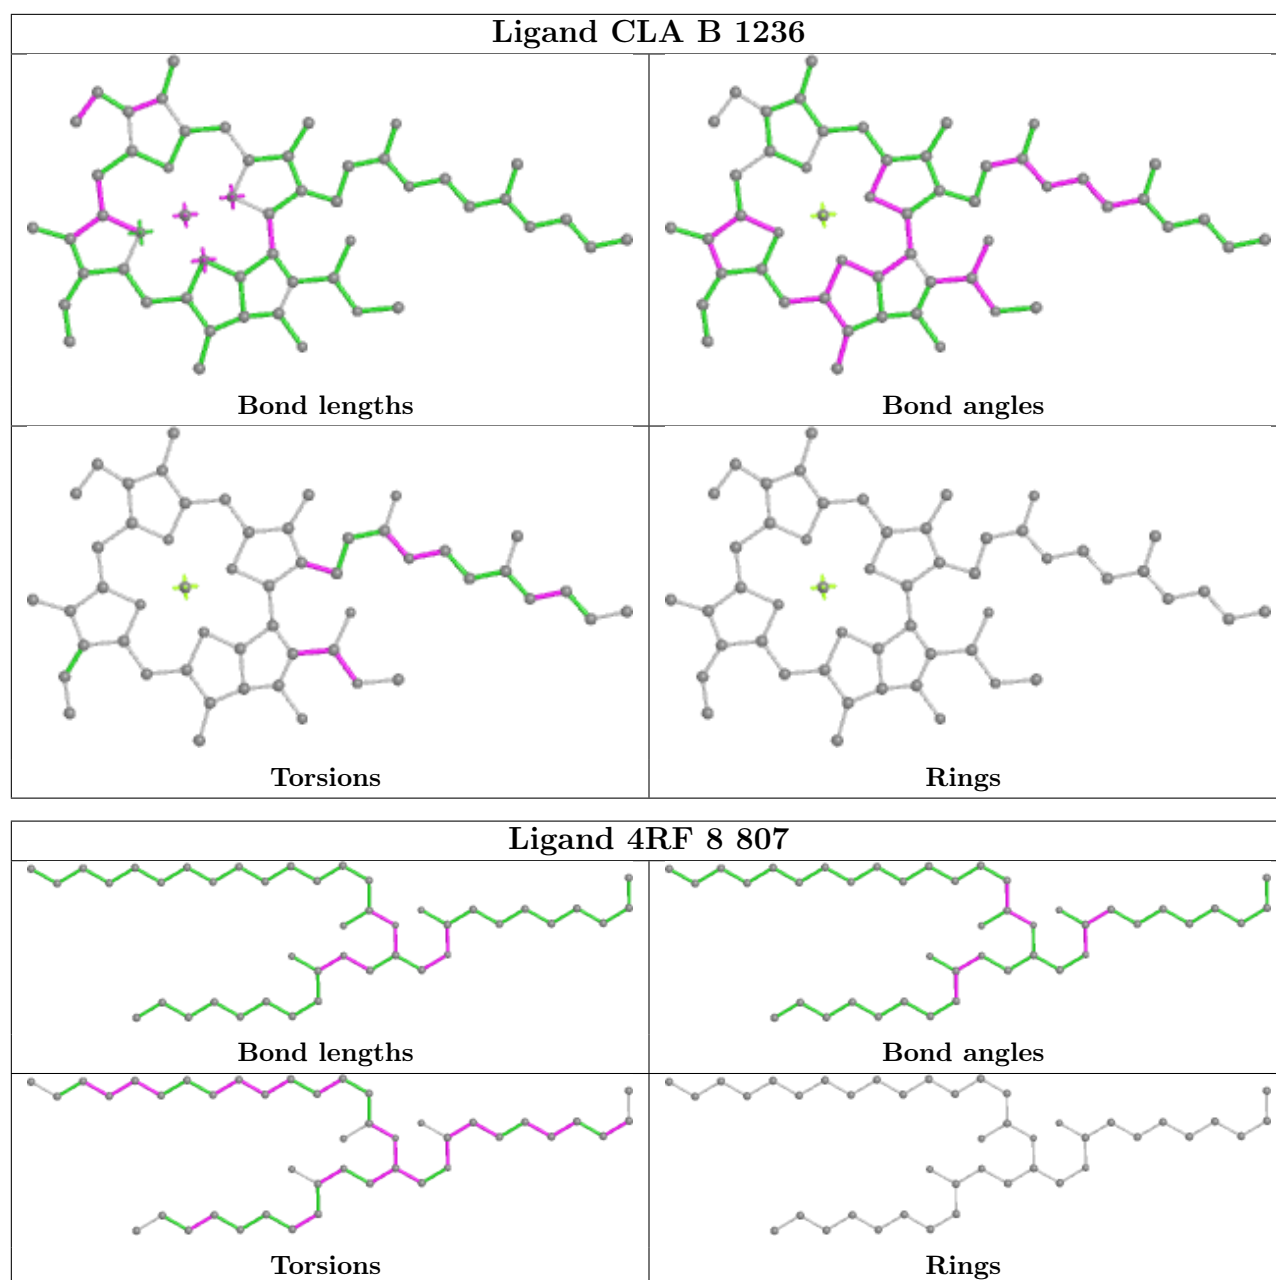 Ligand CLA B 1236
Bond lengths
Bond angles
Torsions
Rings
Ligand 4RF 8 807
Bond lengths
Bond angles
Torsions
Rings